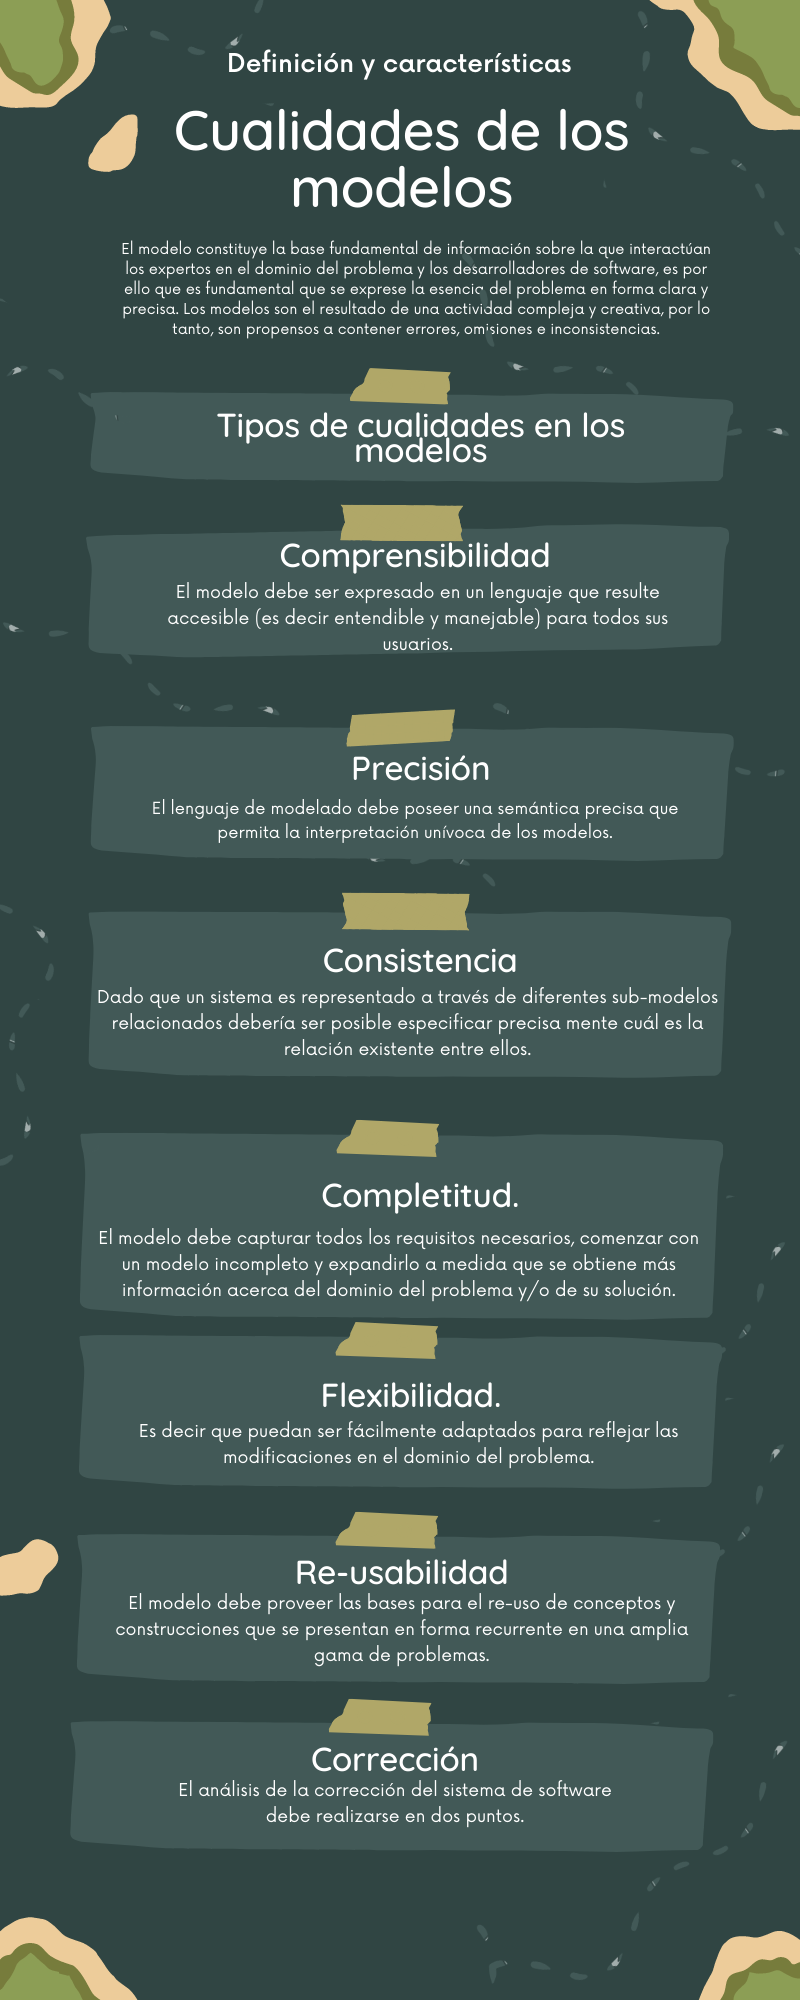 Definición y características
Cualidades de los
modelos
El modelo constituye la base fundamental de información sobre la que interactúan
los expertos en el dominio del problema y los desarrolladores de software, es por
ello que es fundamental que se exprese la esencia del problema en forma clara y
precisa. Los modelos son el resultado de una actividad compleja y creativa, por lo
tanto, son propensos a contener errores, omisiones e inconsistencias.
Tipos de cualidades en los
modelos
Comprensibilidad
El modelo debe ser expresado en un lenguaje que resulte
accesible (es decir entendible y manejable) para todos sus
usuarios.
Precisión
El lenguaje de modelado debe poseer una semántica precisa que
permita la interpretación unívoca de los modelos.
Consistencia
Dado que un sistema es representado a través de diferentes sub-modelos
relacionados debería ser posible especificar precisa mente cuál es la
relación existente entre ellos.
Completitud.
El modelo debe capturar todos los requisitos necesarios, comenzar con
un modelo incompleto y expandirlo a medida que se obtiene más
información acerca del dominio del problema y/o de su solución.
Flexibilidad.
Es decir que puedan ser fácilmente adaptados para reflejar las
modificaciones en el dominio del problema.
Re-usabilidad
El modelo debe proveer las bases para el re-uso de conceptos y
construcciones que se presentan en forma recurrente en una amplia
gama de problemas.
Corrección
El análisis de la corrección del sistema de software
debe realizarse en dos puntos.